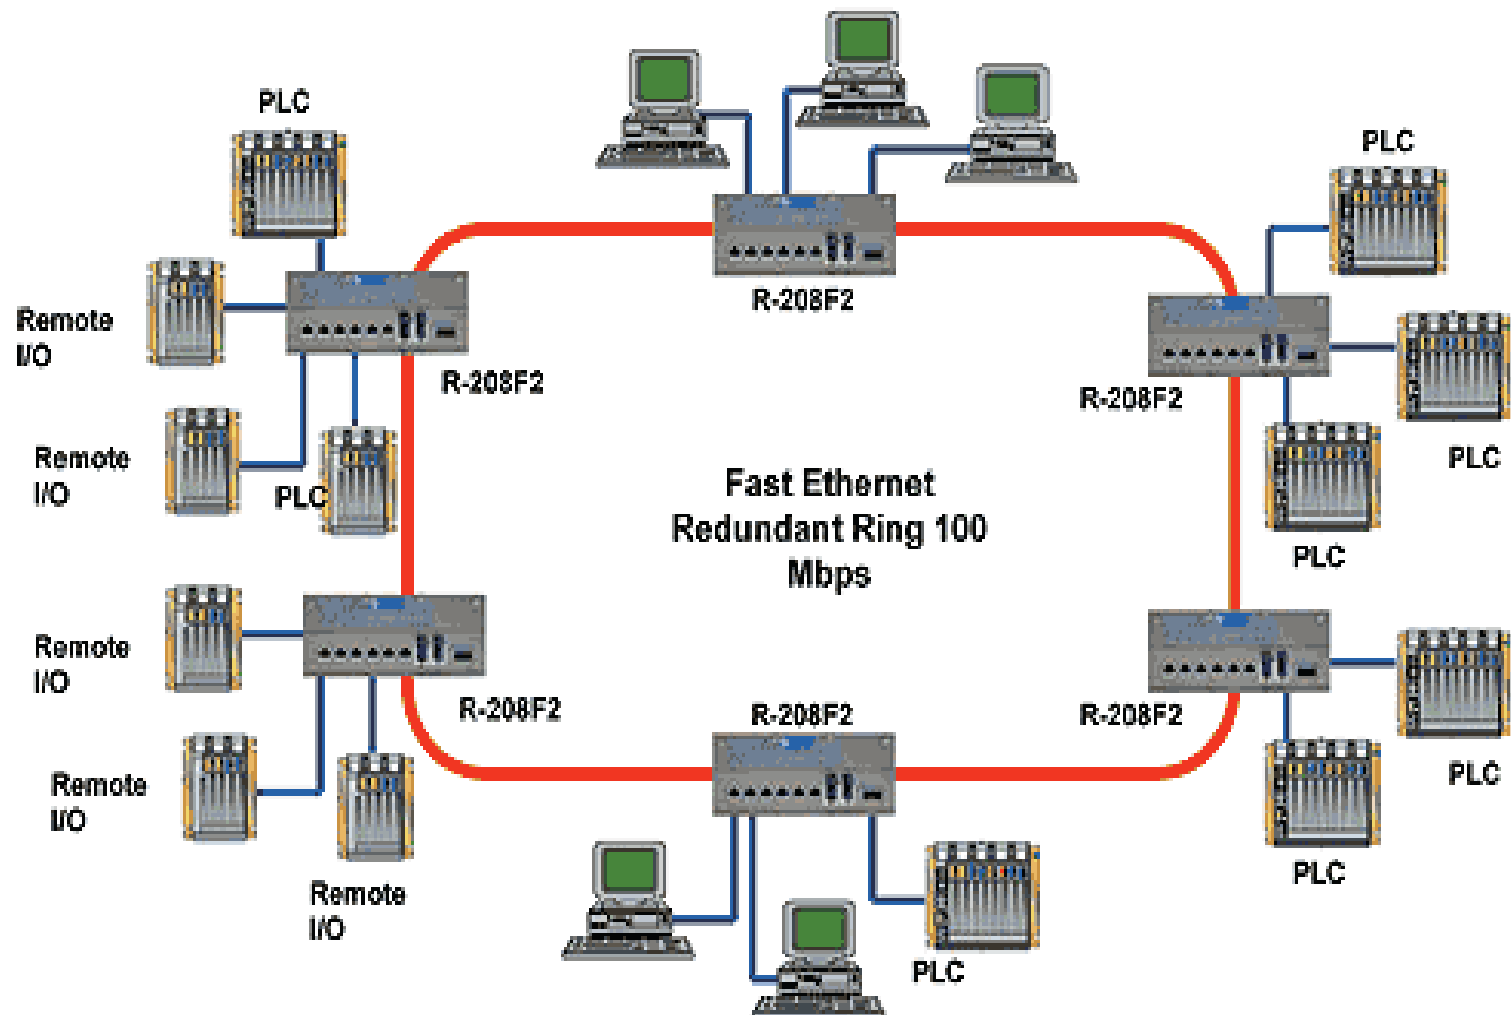 PLC
PLC
R-208F2
Remote
I/O
R-208F2
R-208F2
PLC
Remote
I/O
PLC
Fast Ethernet
Redundant Ring 100
Mbps
PLC
Remote
I/O
R-208F2
R-208F2
R-208F2
PLC
Remote
I/O
PLC
Remote
I/O
PLC